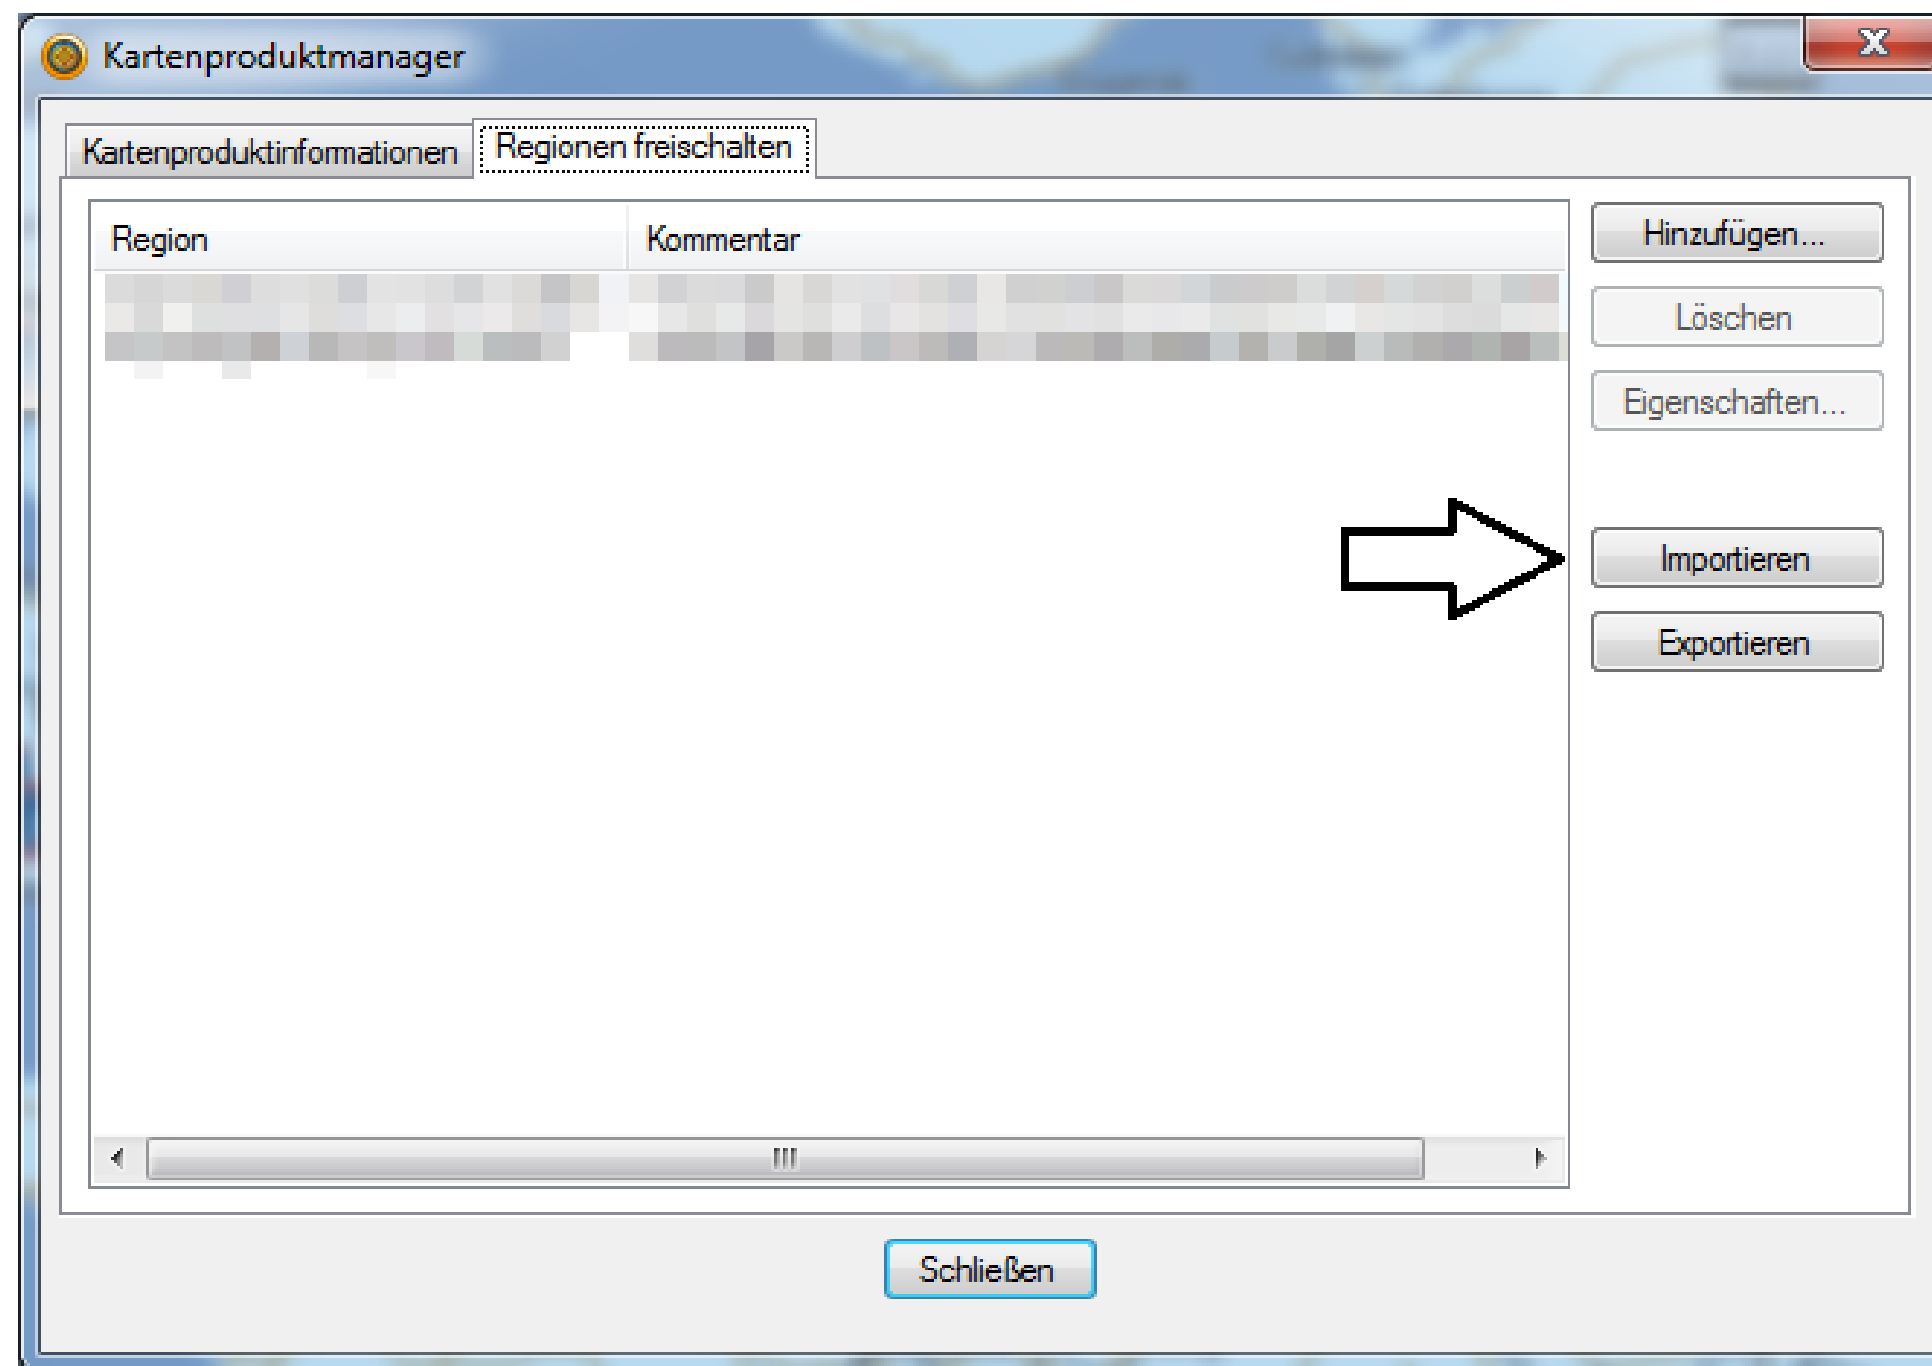 Kartenproduktmanager
Kartenproduktinformationen
Regionen freischalten
Region
Kommentar
Hinzufügen...
Löschen
Eigenschaften...
Importieren
Exportieren
Schließen